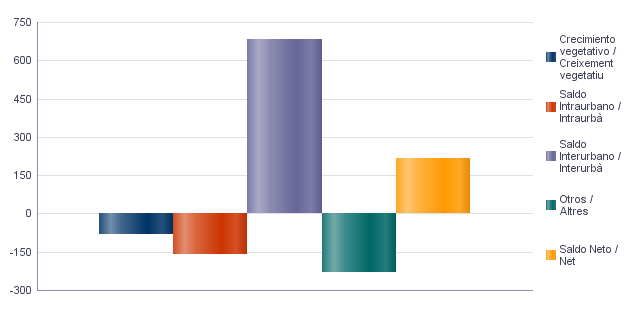 750
600
450
300
150
0
-150
-300
Crecimiento
vegetativo /
Creixement
vegetatiu
Saldo
Intraurbano /
Intraurbà
Saldo
Interurbano /
Interurbà
Otros /
Altres
Saldo Neto /
Net